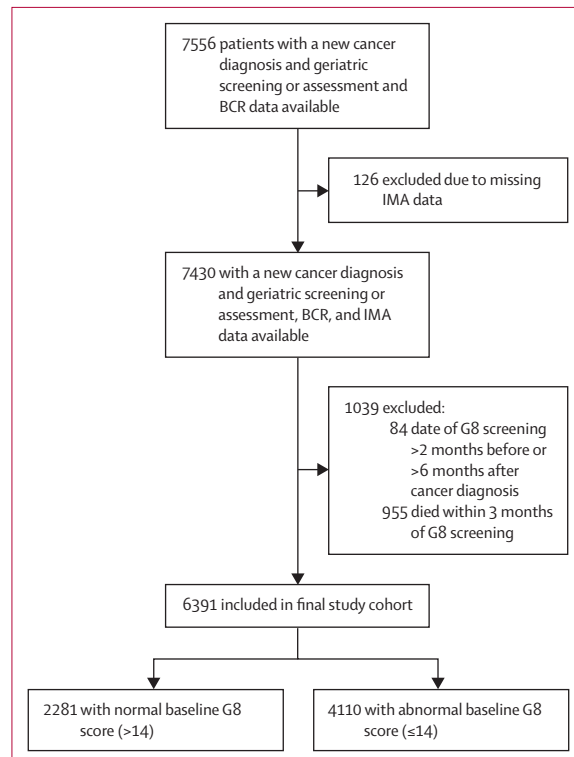 7556 patients with a new cancer
diagnosis and geriatric
screening or assessment and
BCR data available
126 excluded due to missing
IMA data
7430 with a new cancer diagnosis
and geriatric screening or
assessment, BCR, and IMA
data available
1039 excluded:
84 date of G8 screening
>2 months before or
>6 months after
cancer diagnosis
955 died within 3 months
of G8 screening
6391 included in final study cohort
2281 with normal baseline G8
score (>14)
4110 with abnormal baseline G8
score (≤14)